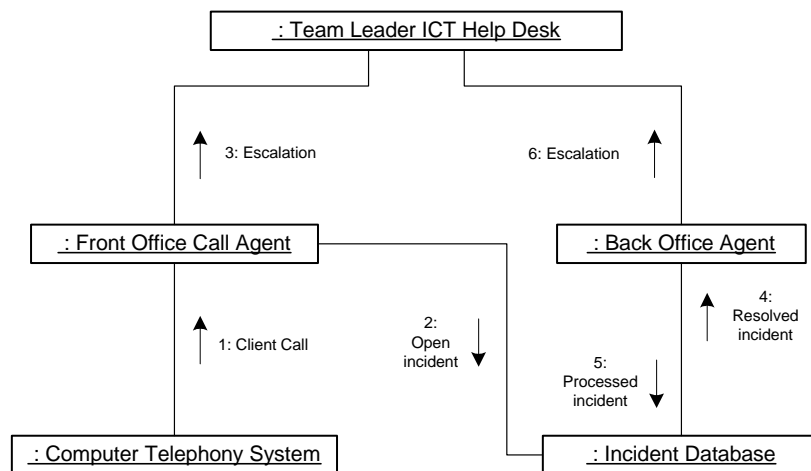 : Team Leader ICT Help Desk
3: Escalation
6: Escalation
: Front Office Call Agent
: Back Office Agent
1: Client Call
2:
Open
incident
4:
Resolved
incident
5:
Processed
incident
: Computer Telephony System
: Incident Database